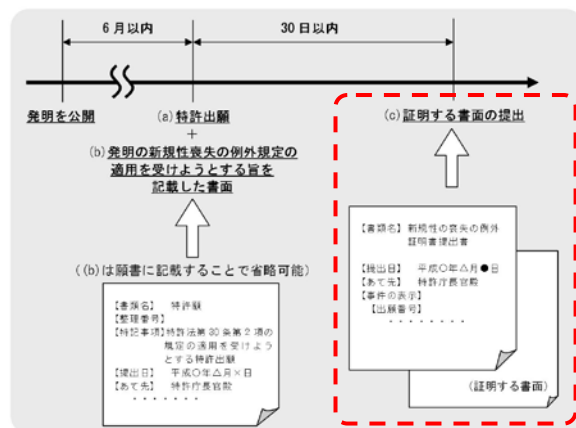 6月以内
30日以内
発明を公開
(a)特許出願
+
(b)発明の新規性喪失の例外規定の
適用を受けようとする旨を
記載した書面
(c)証明する書面の提出
((b)は願書に記載することで省略可能)
【書類名】 特許願
【整理番号】
【特記事項】特許法第30条第2項の
規定の適用を受けよう
とする特許出願
【提出日】 平成○年△月×日
【あて先】 特許庁長官殿
・・・・・・・
【書類名】 新規性の喪失の例外
証明書提出書
【提出日】 平成○年△月●日
【あて先】 特許庁長官殿
【事件の表示】
【出願番号】
・・・・・・・・
(証明する書面)